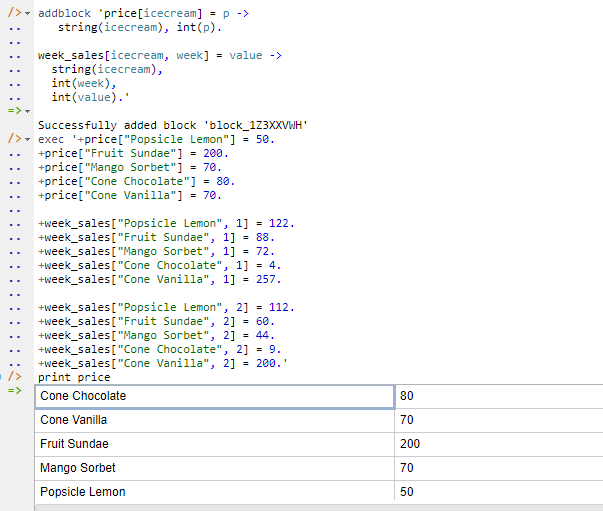 /> addblock 'price[icecream] = p ->
.. string(icecream), int(p).
..
.. week_sales[icecream, week] = value ->
.. string(icecream),
.. int(week),
.. int(value).'
=>
Successfully added block 'block_1Z3XXVWH'
/> exec '+price["Popsicle Lemon"] = 50.
.. +price["Fruit Sundae"] = 200.
.. +price["Mango Sorbet"] = 70.
.. +price["Cone Chocolate"] = 80.
.. +price["Cone Vanilla"] = 70.
..
.. +week_sales["Popsicle Lemon", 1] = 122.
.. +week_sales["Fruit Sundae", 1] = 88.
.. +week_sales["Mango Sorbet", 1] = 72.
.. +week_sales["Cone Chocolate", 1] = 4.
.. +week_sales["Cone Vanilla", 1] = 257.
..
.. +week_sales["Popsicle Lemon", 2] = 112.
.. +week_sales["Fruit Sundae", 2] = 60.
.. +week_sales["Mango Sorbet", 2] = 44.
.. +week_sales["Cone Chocolate", 2] = 9.
.. +week_sales["Cone Vanilla", 2] = 200.'
/> print price
=> Cone Chocolate 80
Cone Vanilla 70
Fruit Sundae 200
Mango Sorbet 70
Popsicle Lemon 50